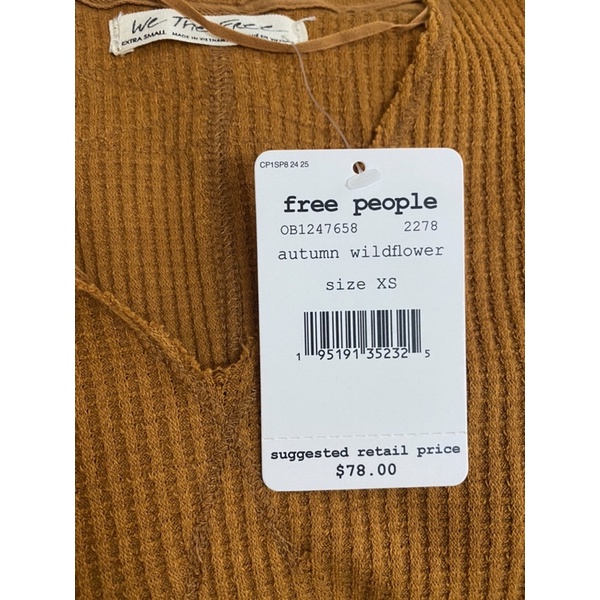 We The Free
EXTRA SMALL MADE IN VIETNAM
CP1SP8 24 25
free people
OB1247658 2278
autumn wildflower
size XS
1 95191 35232 5
suggested retail price
$78.00